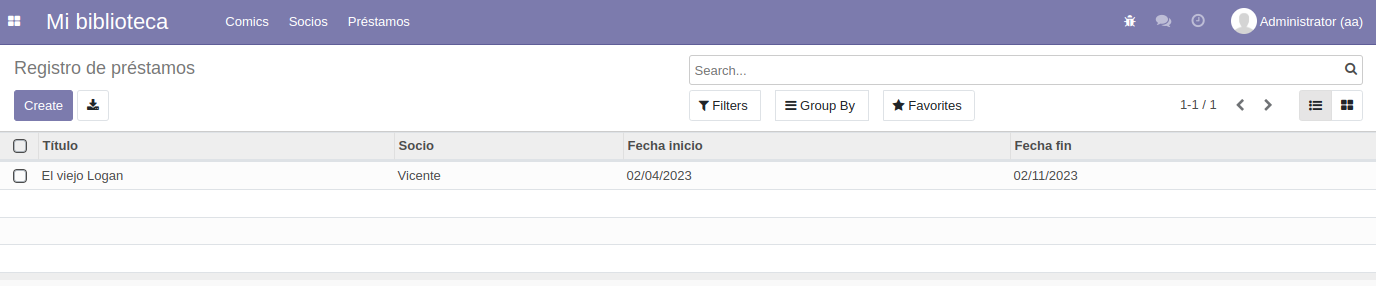 Mi biblioteca Comics Socios Préstamos Administrator (aa)
Registro de préstamos
Search...
Create Filters Group By Favorites 1-1 / 1
Título Socio Fecha inicio Fecha fin
El viejo Logan Vicente 02/04/2023 02/11/2023